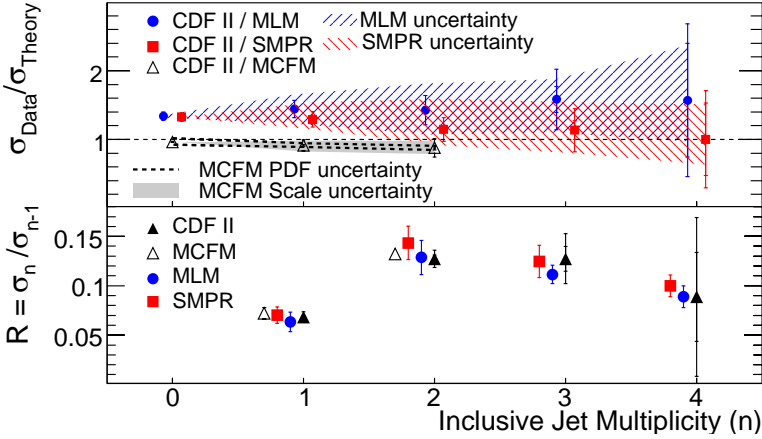 CDF II / MLM
MLM uncertainty
CDF II / SMPR
SMPR uncertainty
CDF II / MCFM
σData/σTheory
2
1
MCFM PDF uncertainty
MCFM Scale uncertainty
R = σn/σn-1
CDF II
MCFM
MLM
SMPR
0.15
0.1
0.05
0 1 2 3 4
Inclusive Jet Multiplicity (n)